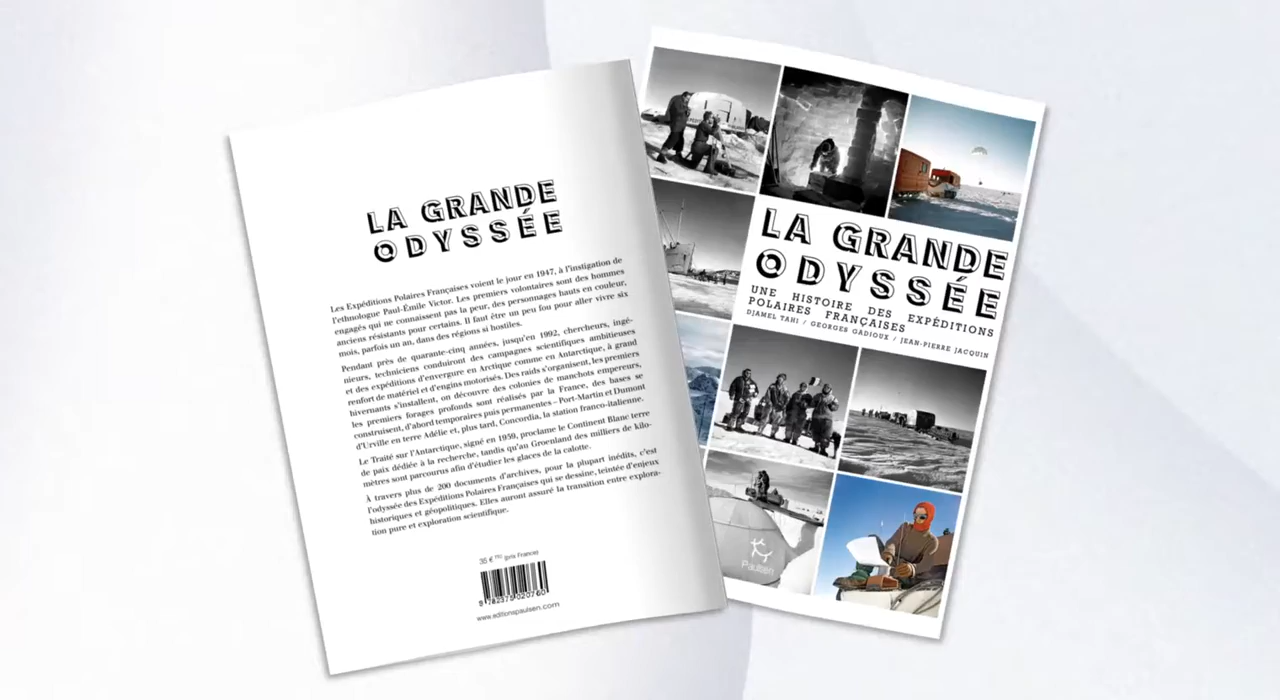 LA GRANDE
ODYSSÉE
Les Expéditions Polaires Françaises voient le jour en 1947, à l'instigation de
l'ethnologue Paul-Émile Victor. Les premiers volontaires sont des hommes
engagés qui ne connaissent pas la peur, des personnages hauts en couleur,
anciens résistants pour certains. Il faut être un peu fou pour aller vivre six
mois, parfois un an, dans des régions si hostiles.
Pendant près de quarante-cinq années, jusqu'en 1992, chercheurs, ingé-
nieurs, techniciens conduiront des campagnes scientifiques ambitieuses
et des expéditions d'envergure en Arctique comme en Antarctique, à grand
renfort de matériel et d'engins motorisés. Des raids s'organisent, les premiers
hivernants s'installent, on découvre des colonies de manchots empereurs,
les premiers forages profonds sont réalisés par la France, des bases se
construisent, d'abord temporaires puis permanentes – Port-Martin et Dumont
d'Urville en terre Adélie et, plus tard, Concordia, la station franco-italienne.
Le Traité sur l'Antarctique, signé en 1959, proclame le Continent Blanc terre
de paix dédiée à la recherche, tandis qu'au Groenland des milliers de kilo-
mètres sont parcourus afin d'étudier les glaces de la calotte.
À travers plus de 200 documents d'archives, pour la plupart inédits, c'est
l'odyssée des Expéditions Polaires Françaises qui se dessine, teintée d'enjeux
historiques et géopolitiques. Elles auront assuré la transition entre explora-
tion pure et exploration scientifique.
35 € TTC (prix France)
9 782375 020760
www.editionspaulsen.com
LA GRANDE
ODYSSÉE
UNE HISTOIRE DES EXPÉDITIONS
POLAIRES FRANÇAISES
DJAMEL TAHI / GEORGES GADIOUX / JEAN-PIERRE JACQUIN
Paulsen